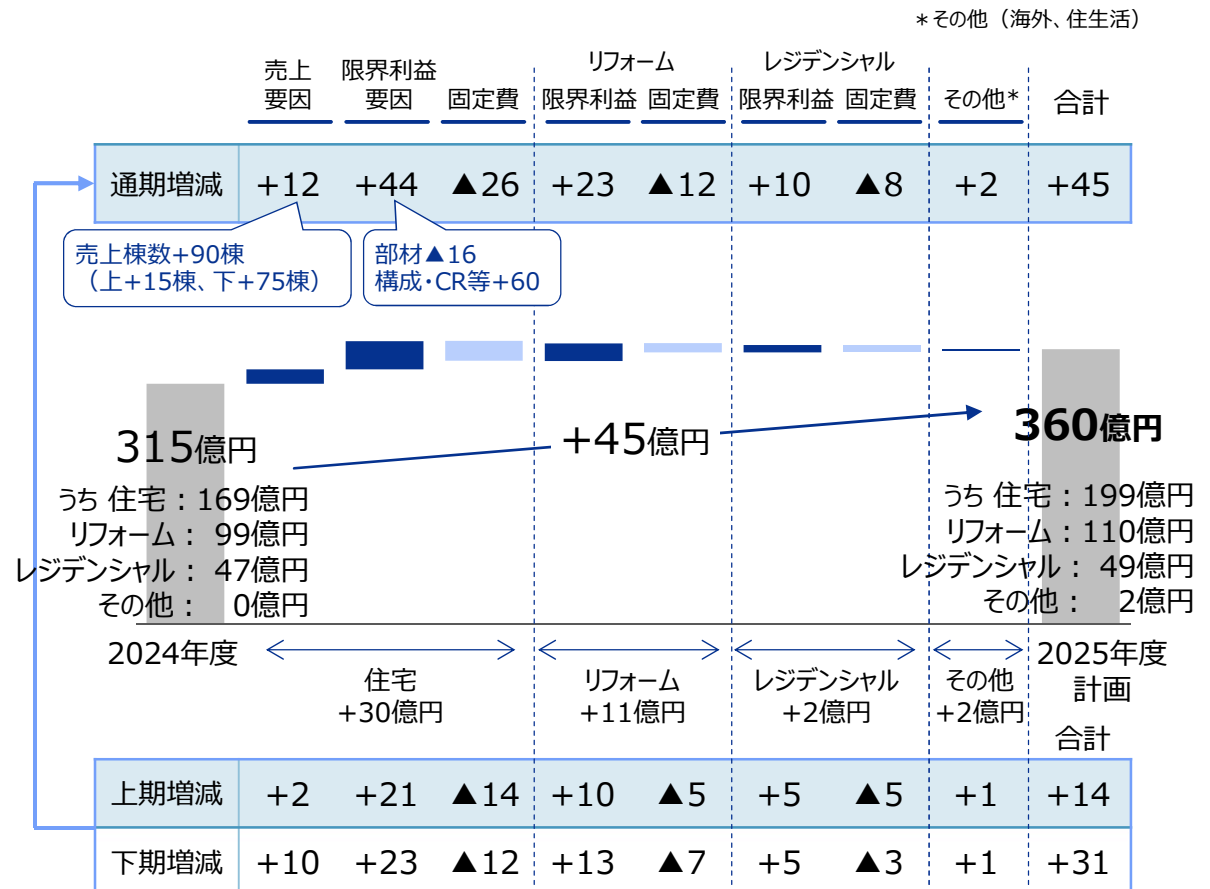 *その他（海外、住生活）
リフォーム
レジデンシャル
売上
要因
限界利益
要因
固定費
限界利益
固定費
限界利益
固定費
その他*
合計
通期増減 +12 +44 ▲26 +23 ▲12 +10 ▲8 +2 +45
売上棟数+90棟
（上+15棟、下+75棟）
部材▲16
構成・CR等+60
315億円
+45億円
360億円
うち 住宅：169億円
リフォーム： 99億円
レジデンシャル： 47億円
その他： 0億円
うち 住宅：199億円
リフォーム：110億円
レジデンシャル： 49億円
その他： 2億円
2024年度
住宅
+30億円
リフォーム
+11億円
レジデンシャル
+2億円
その他
+2億円
2025年度
計画
合計
上期増減 +2 +21 ▲14 +10 ▲5 +5 ▲5 +1 +14
下期増減 +10 +23 ▲12 +13 ▲7 +5 ▲3 +1 +31